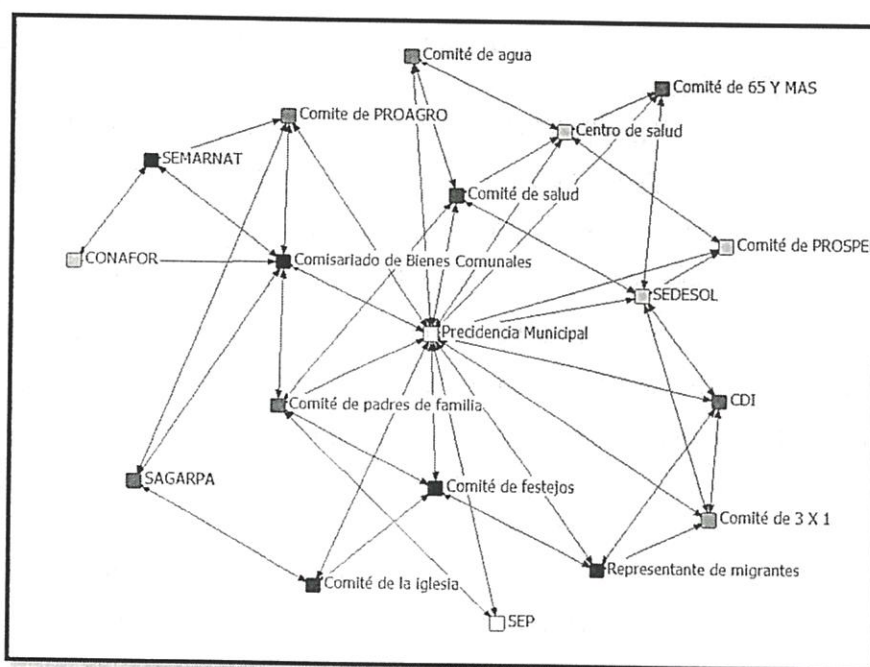 Comité de agua
Comité de 65 Y MAS
Comite de PROAGRO
Centro de salud
SEMARNAT
Comité de salud
Comité de PROSPE
CONAFOR
Comisariado de Bienes Comunales
SEDESOL
Precidencia Municipal
CDI
Comité de padres de familia
SAGARPA
Comité de festejos
Comité de 3 X 1
Comité de la iglesia
Representante de migrantes
SEP